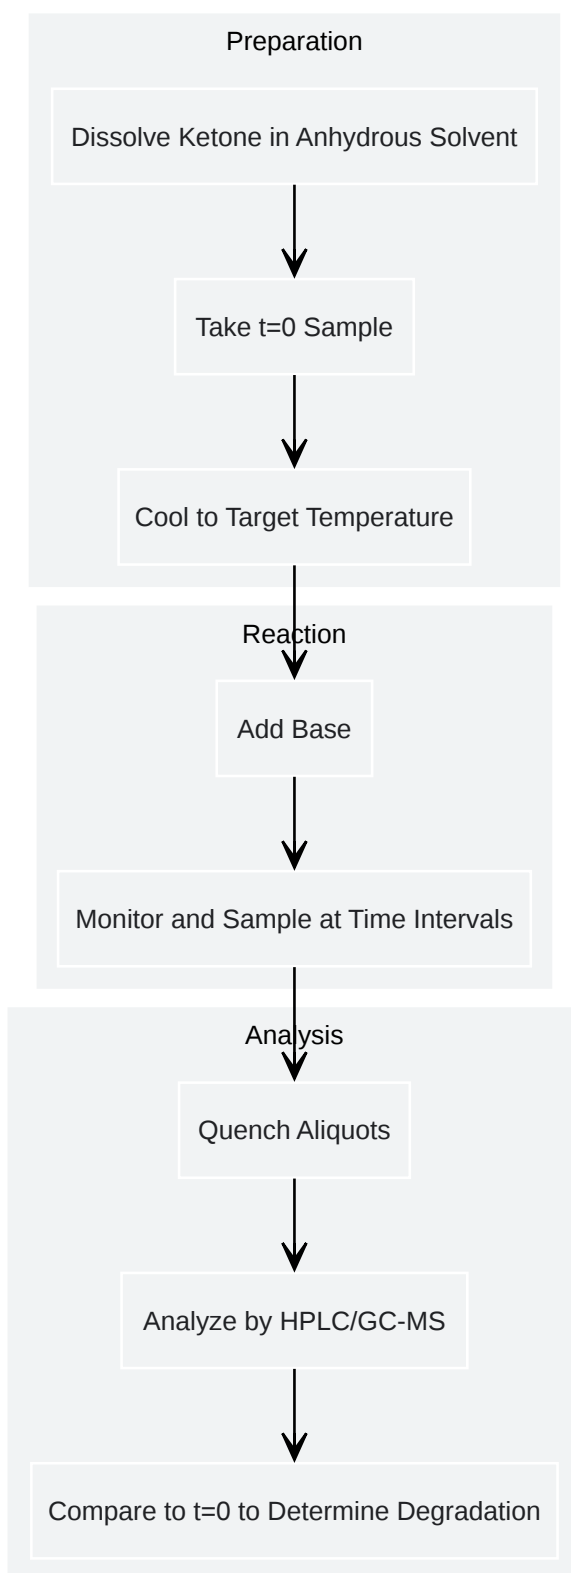 Preparation
Dissolve Ketone in Anhydrous Solvent
Take t=0 Sample
Cool to Target Temperature
Reaction
Add Base
Monitor and Sample at Time Intervals
Analysis
Quench Aliquots
Analyze by HPLC/GC-MS
Compare to t=0 to Determine Degradation